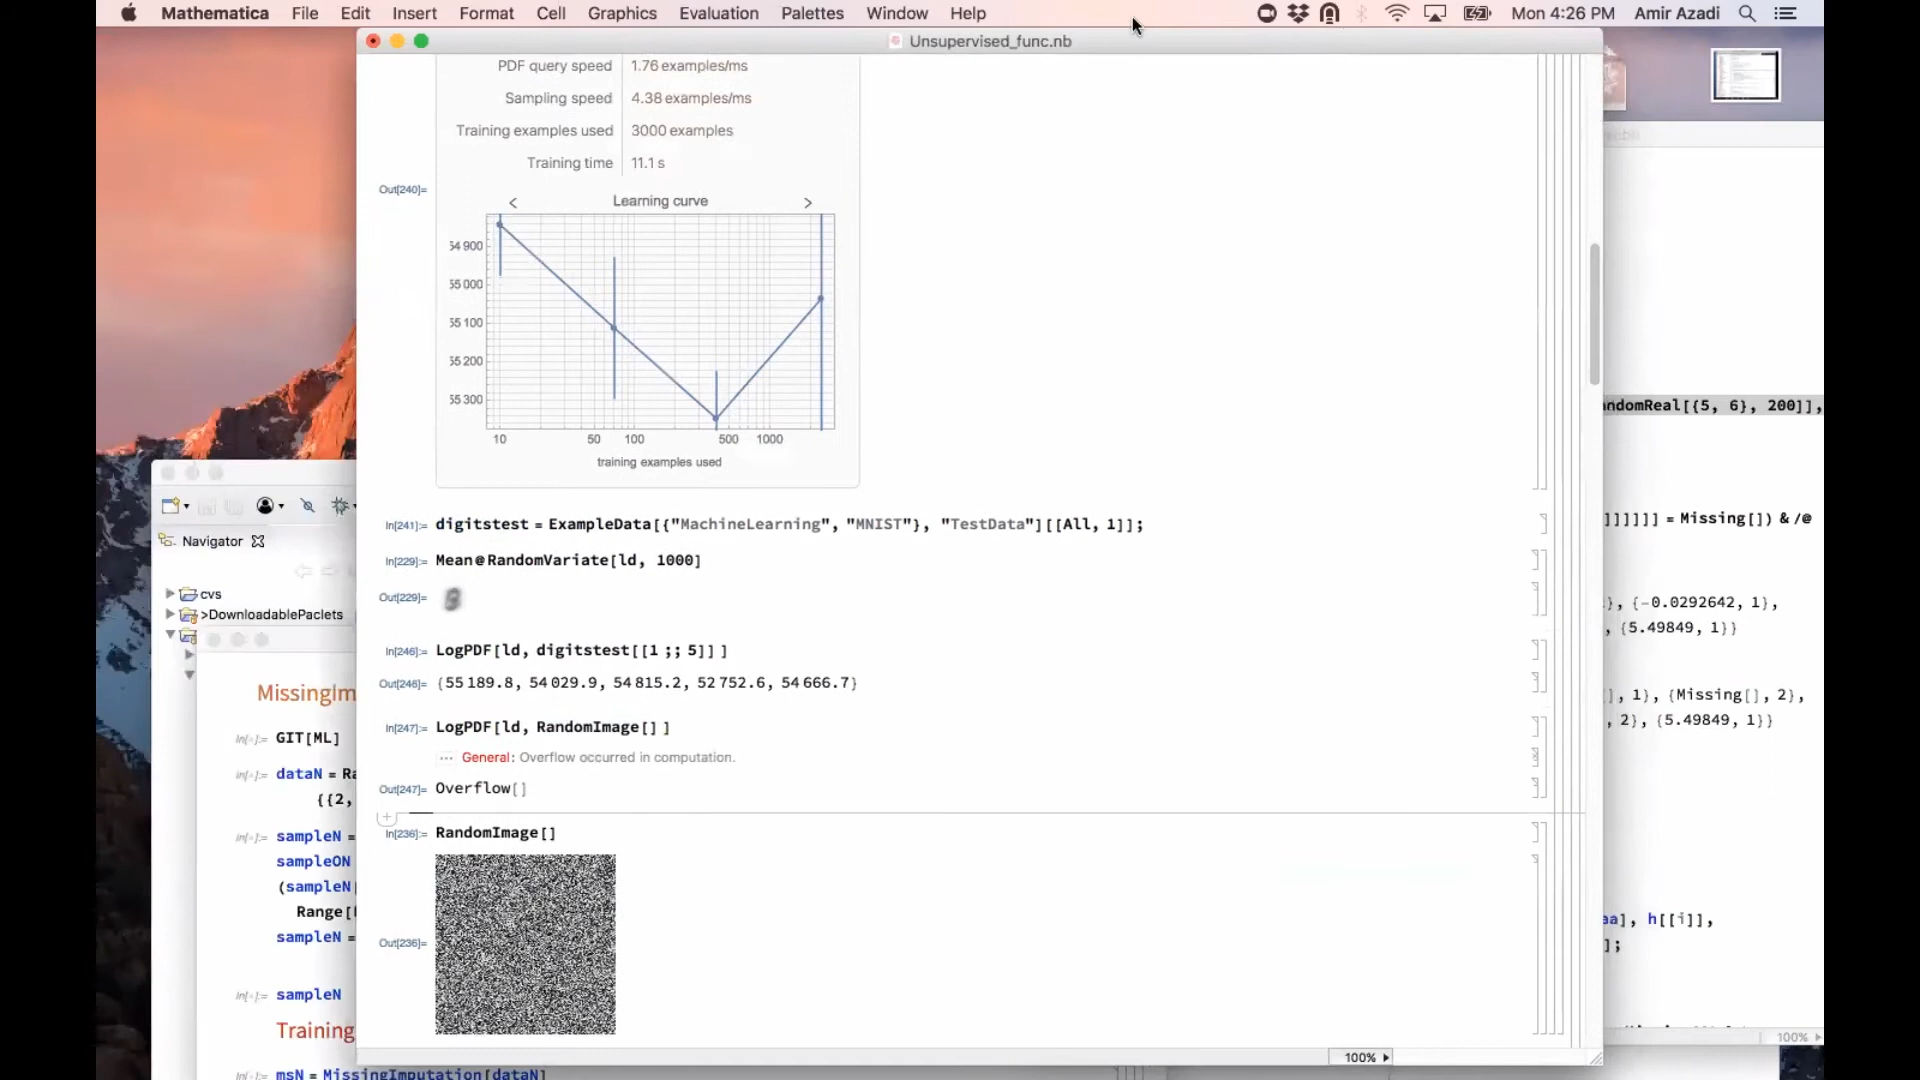 Mathematica File Edit Insert Format Cell Graphics Evaluation Palettes Window Help Mon 4:26 PM Amir Azadi
Unsupervised_func.nb
PDF query speed 1.76 examples/ms
Sampling speed 4.38 examples/ms
Training examples used 3000 examples
Training time 11.1 s
Out[240]=
Learning curve
54 900
55 000
55 100
55 200
55 300
10 50 100 500 1000
training examples used
In[241]:= digitstest = ExampleData[{"MachineLearning", "MNIST"}, "TestData"][[All, 1]];
In[229]:= Mean@RandomVariate[ld, 1000]
Out[229]=
In[246]:= LogPDF[ld, digitstest[[1 ;; 5]] ]
Out[246]= {55 189.8, 54 029.9, 54 815.2, 52 752.6, 54 666.7}
In[247]:= LogPDF[ld, RandomImage[] ]
General: Overflow occurred in computation.
Out[247]= Overflow[]
In[236]:= RandomImage[]
Out[236]=
100%
Navigator
cvs
>DownloadablePaclets
MissingIm
In[•]:= GIT[ML]
In[•]:= dataN = Ra
{{2,
In[•]:= sampleN =
sampleON
(sampleN[
Range[
sampleN =
In[•]:= sampleN
Training
In[•]:= msN = MissingImputation[dataN]
ndomReal[{5, 6}, 200]],
]]]]]] = Missing[]) & /@
}, {-0.0292642, 1},
, {5.49849, 1}}
], 1}, {Missing[], 2},
, 2}, {5.49849, 1}}
aa], h[[i]],
];
100%